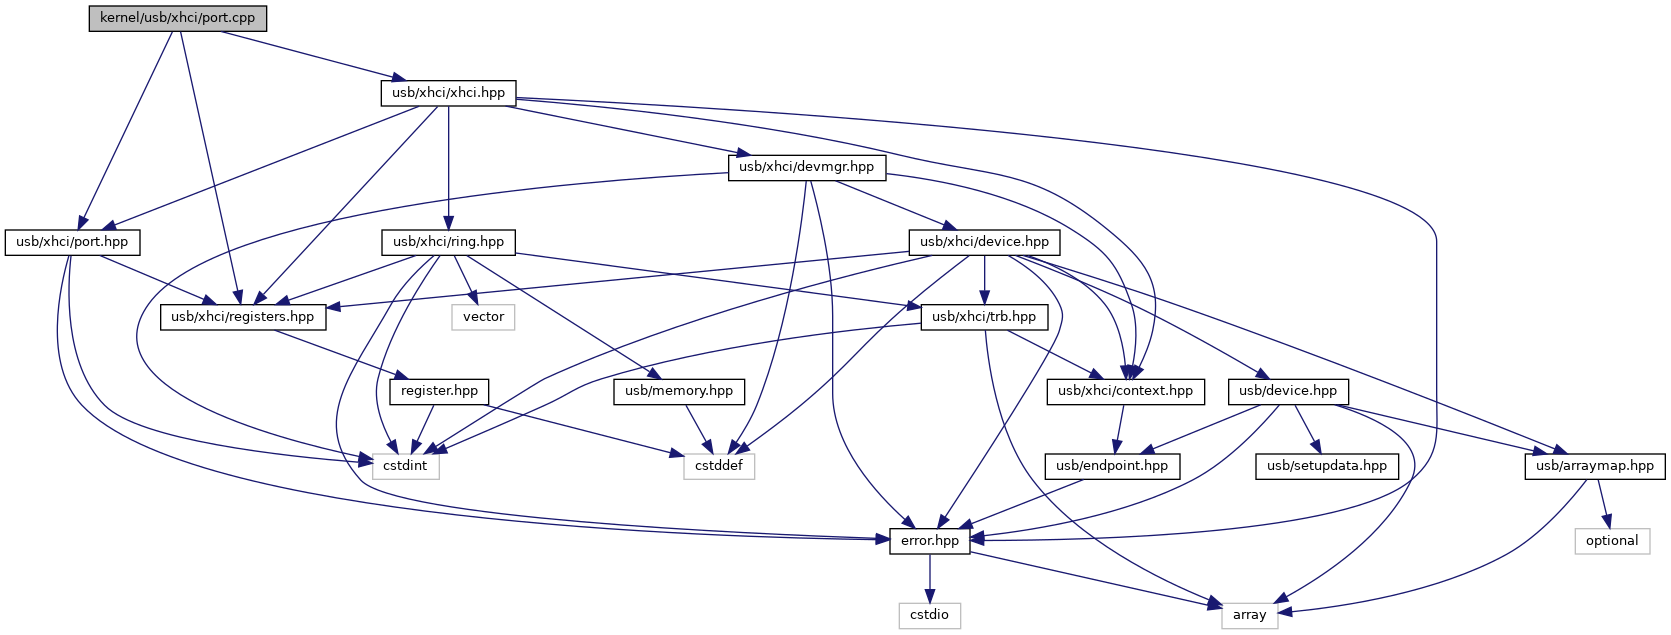 kernel/usb/xhci/port.cpp
usb/xhci/xhci.hpp
usb/xhci/devmgr.hpp
usb/xhci/port.hpp
usb/xhci/ring.hpp
usb/xhci/device.hpp
usb/xhci/registers.hpp
vector
usb/xhci/trb.hpp
register.hpp
usb/memory.hpp
usb/xhci/context.hpp
usb/device.hpp
cstdint
cstddef
usb/endpoint.hpp
usb/setupdata.hpp
usb/arraymap.hpp
error.hpp
optional
cstdio
array